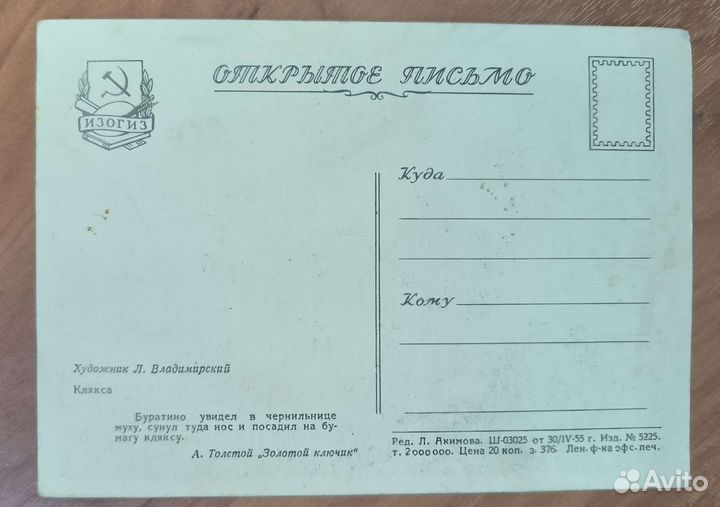 ОТКРЫТОЕ ПИСЬМО
ИЗОГИЗ
Куда
Кому
Художник Л. Владимирский
Клякса
Буратино увидел в чернильнице
муху, сунул туда нос и посадил на бу-
магу кляксу.
А. Толстой „Золотой ключик"
Ред. Л. Акимова. Ш-03025 от 30/IV-55 г. Изд. № 5225.
т. 2000000. Цена 20 коп. з. 376. Лен. ф-ка офс. печ.
Avito